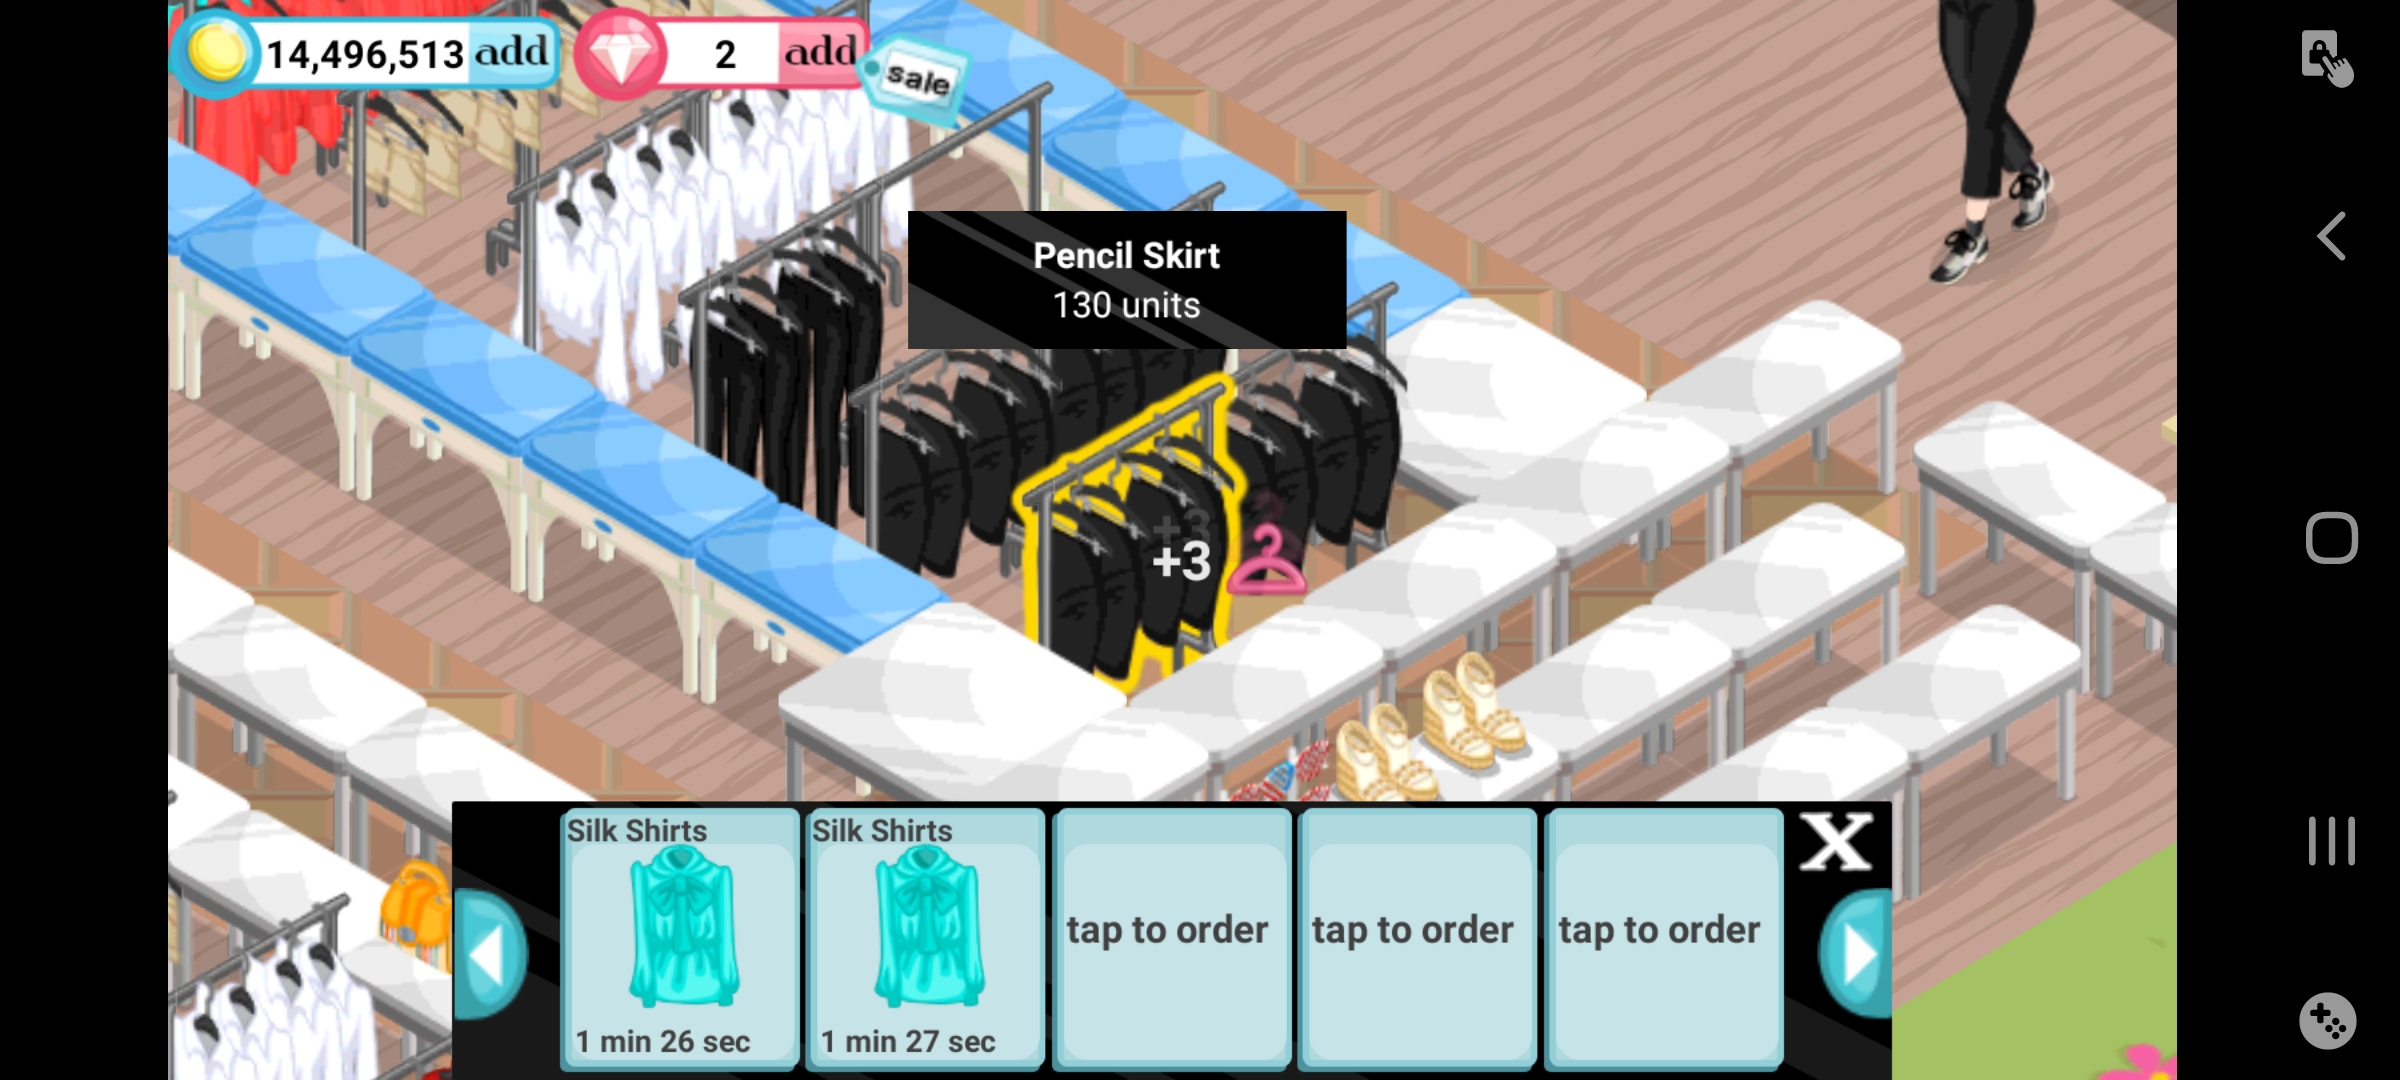 14,496,513 add
2 add
sale
Pencil Skirt
130 units
+3
+3
Silk Shirts
1 min 26 sec
Silk Shirts
1 min 27 sec
tap to order
tap to order
tap to order
X